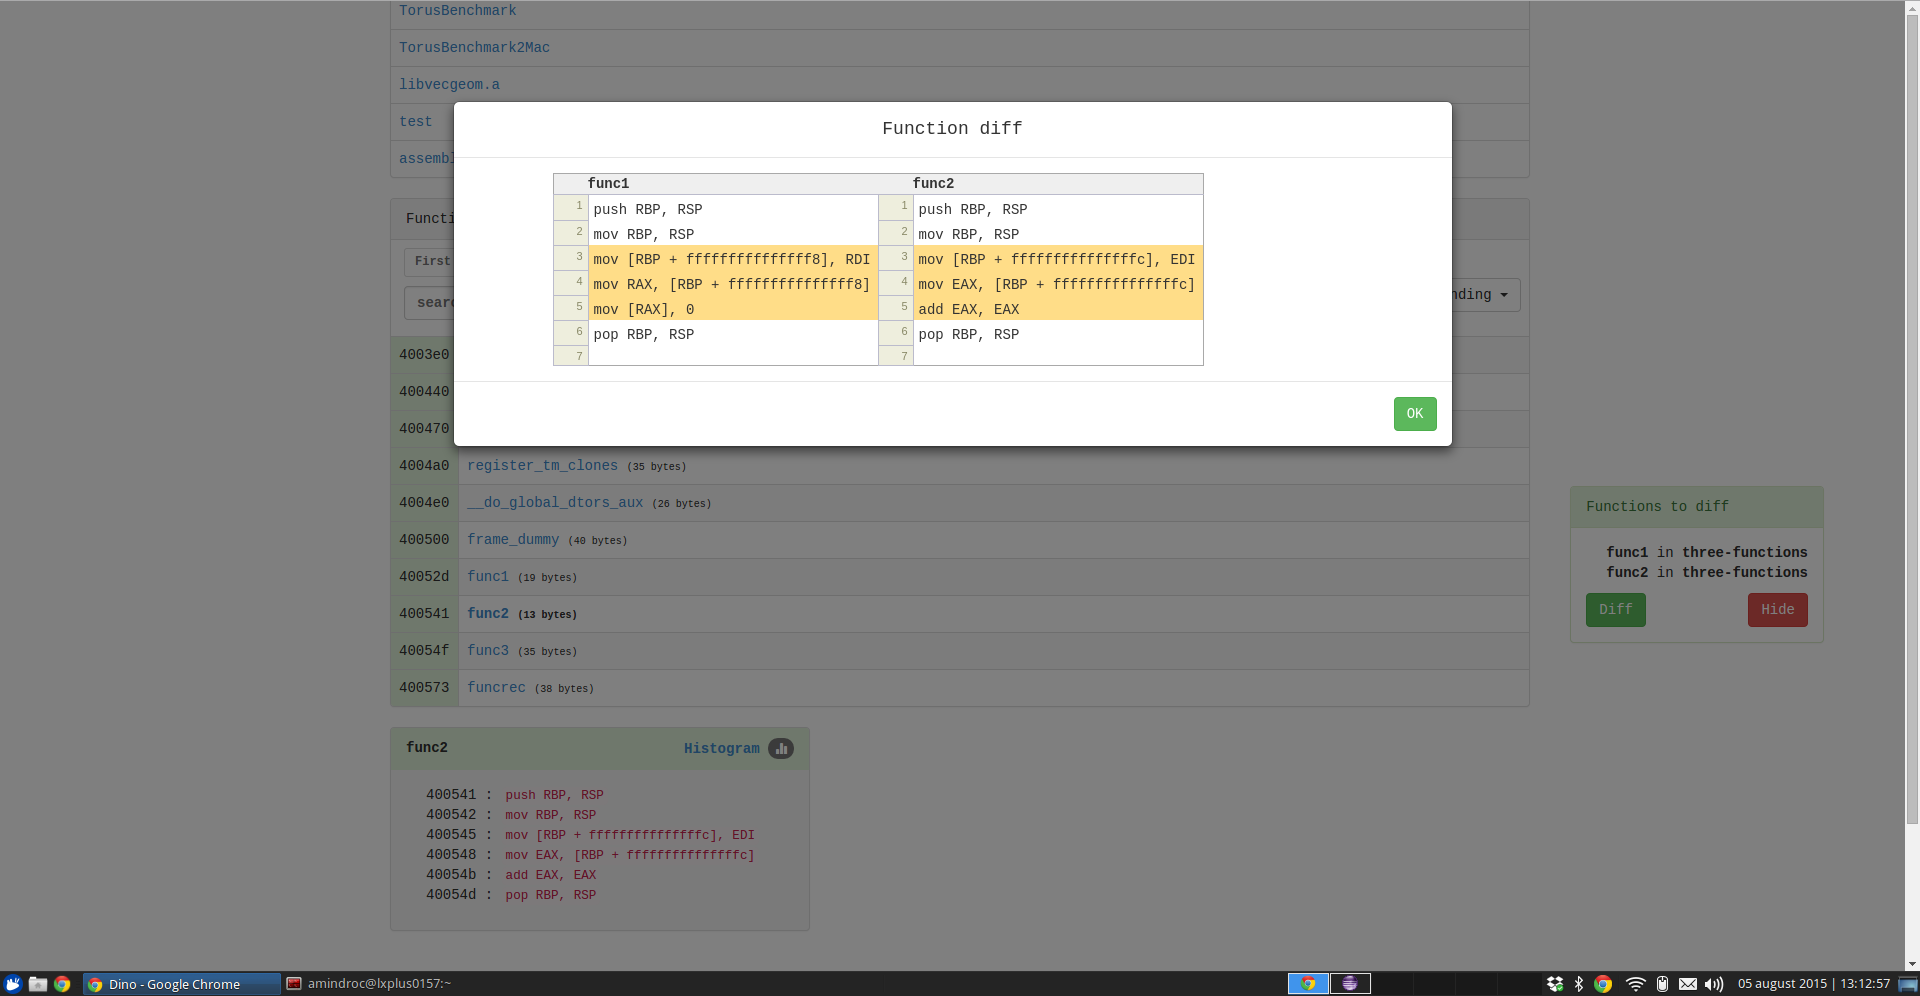 TorusBenchmark
TorusBenchmark2Mac
libvecgeom.a
test
assembl
Function diff
func1 func2
1 push RBP, RSP 1 push RBP, RSP
2 mov RBP, RSP 2 mov RBP, RSP
3 mov [RBP + fffffffffffffff8], RDI 3 mov [RBP + fffffffffffffffc], EDI
4 mov RAX, [RBP + fffffffffffffff8] 4 mov EAX, [RBP + fffffffffffffffc]
5 mov [RAX], 0 5 add EAX, EAX
6 pop RBP, RSP 6 pop RBP, RSP
7 7
OK
Functi
First
sear
nding
4003e0
400440
400470
4004a0 register_tm_clones (35 bytes)
4004e0 __do_global_dtors_aux (26 bytes)
400500 frame_dummy (40 bytes)
40052d func1 (19 bytes)
400541 func2 (13 bytes)
40054f func3 (35 bytes)
400573 funcrec (38 bytes)
Functions to diff
func1 in three-functions
func2 in three-functions
Diff Hide
func2 Histogram
400541 : push RBP, RSP
400542 : mov RBP, RSP
400545 : mov [RBP + fffffffffffffffc], EDI
400548 : mov EAX, [RBP + fffffffffffffffc]
40054b : add EAX, EAX
40054d : pop RBP, RSP
Dino - Google Chrome amindroc@lxplus0157:~ 05 august 2015 | 13:12:57